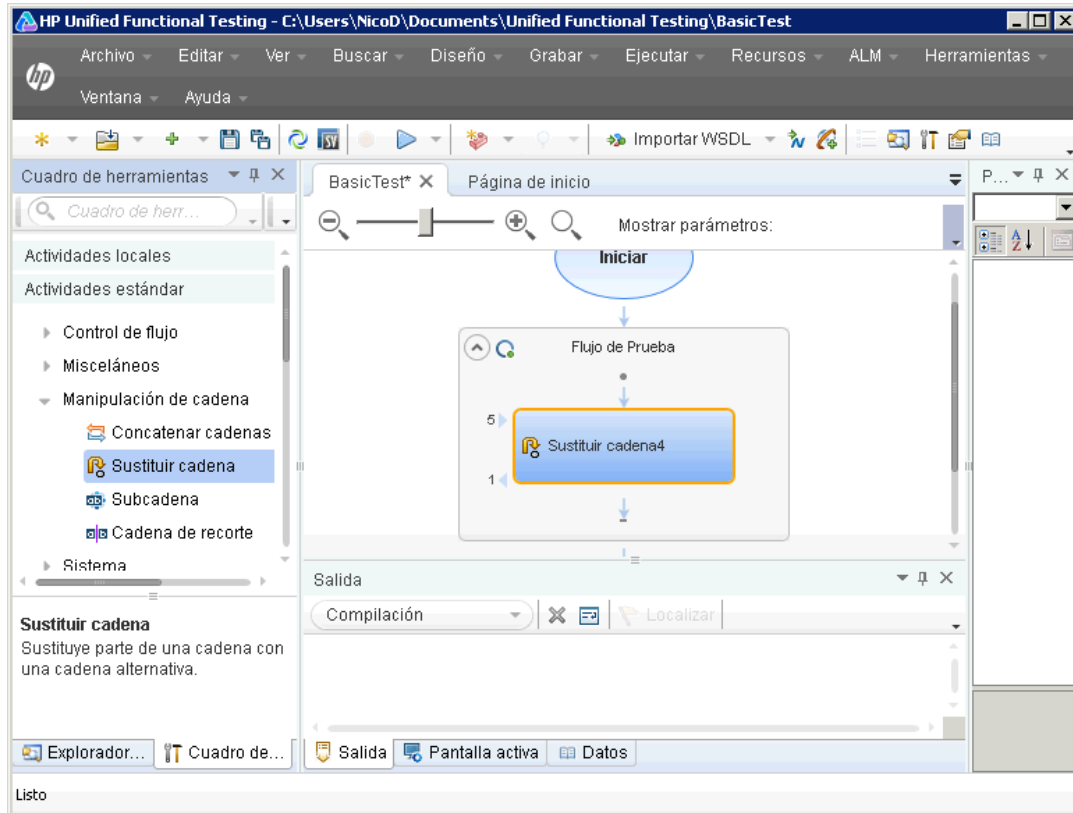 HP Unified Functional Testing - C:\Users\NicoD\Documents\Unified Functional Testing\BasicTest
hp
Archivo Editar Ver Buscar Diseño Grabar Ejecutar Recursos ALM Herramientas
Ventana Ayuda
Importar WSDL
Cuadro de herramientas
BasicTest* Página de inicio
P...
Cuadro de herr...
Mostrar parámetros:
Actividades locales
Actividades estándar
Control de flujo
Misceláneos
Manipulación de cadena
Concatenar cadenas
Sustituir cadena
Subcadena
Cadena de recorte
Sistema
Iniciar
Flujo de Prueba
5
Sustituir cadena4
1
Sustituir cadena
Sustituye parte de una cadena con
una cadena alternativa.
Salida
Compilación Localizar
Explorador... Cuadro de...
Salida Pantalla activa Datos
Listo